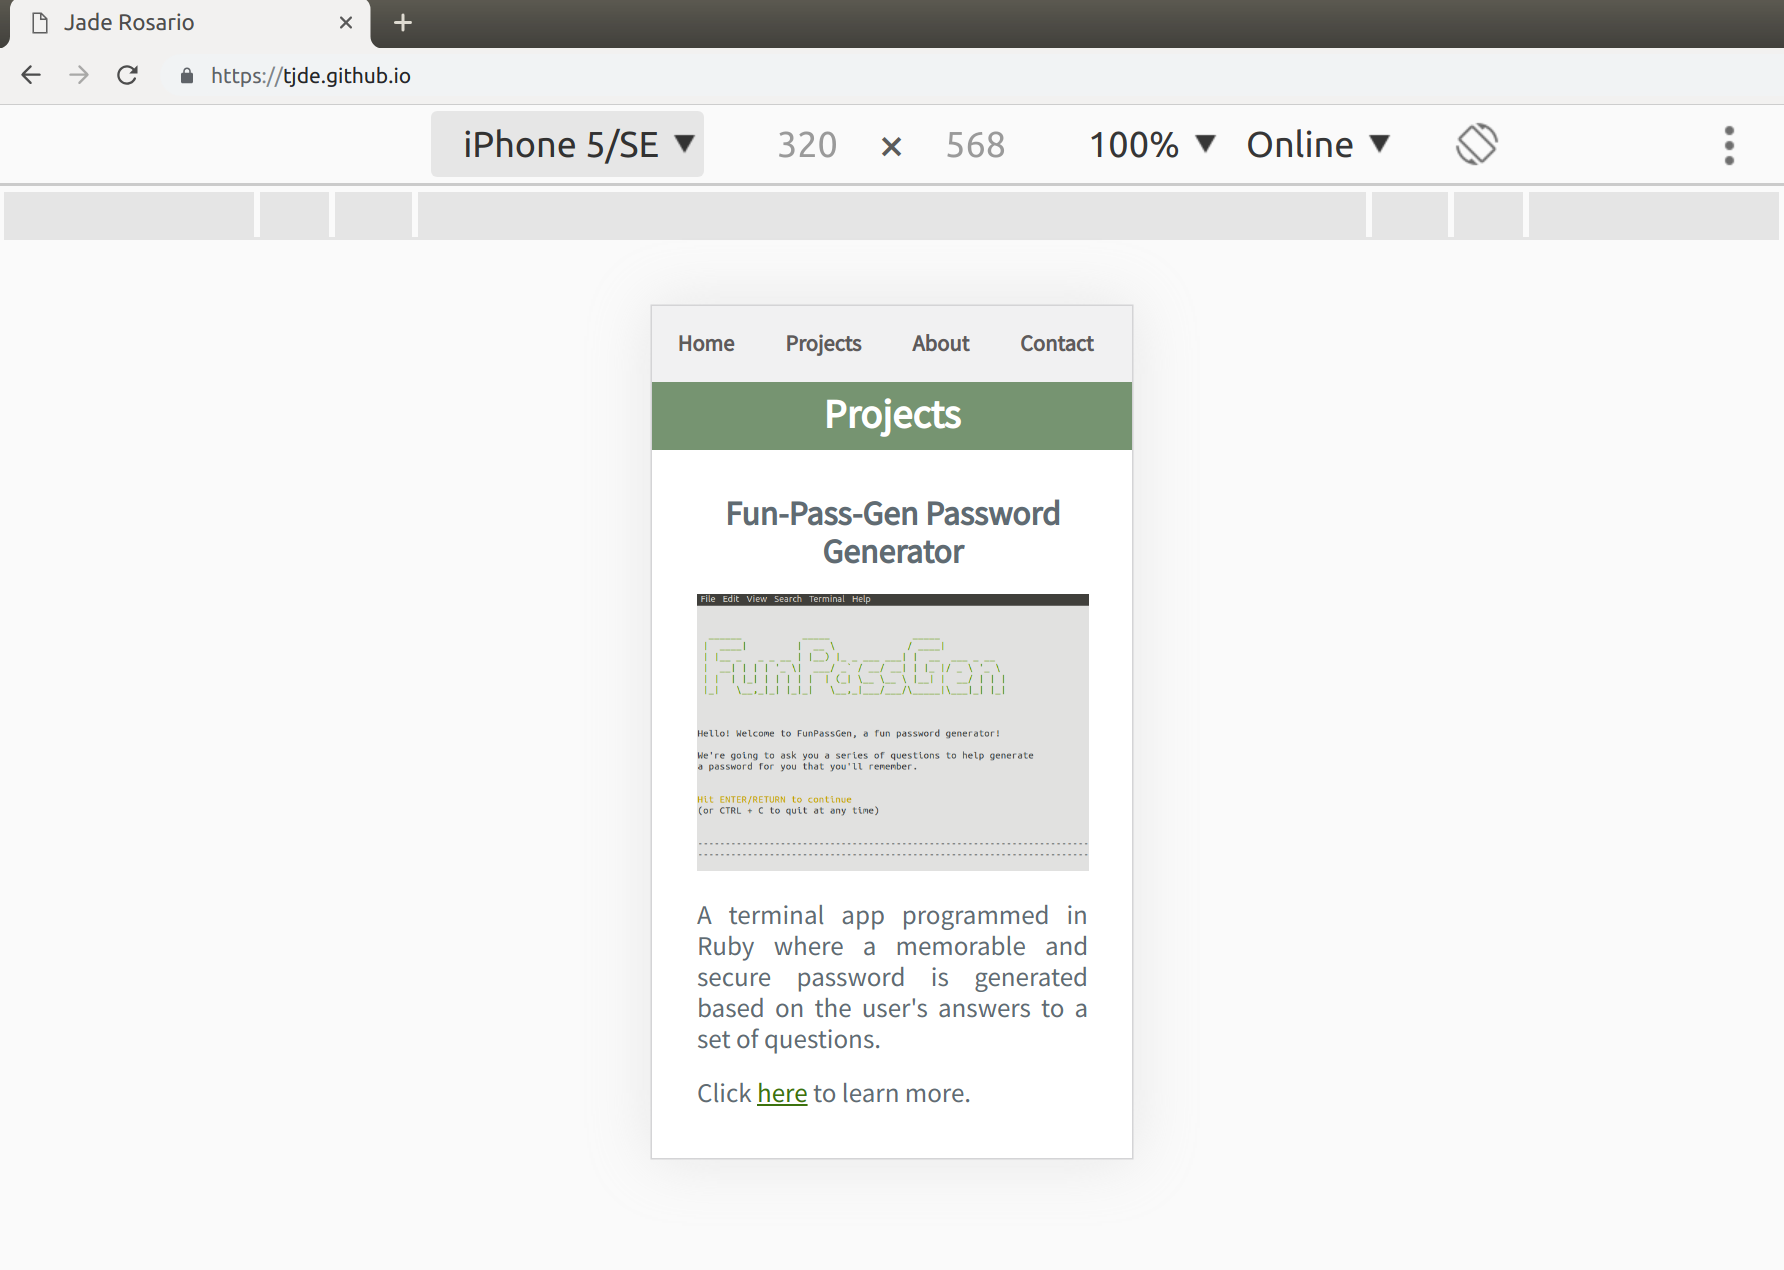 Jade Rosario
https://tjde.github.io
iPhone 5/SE 320 × 568 100% Online
Home Projects About Contact
Projects
Fun-Pass-Gen Password
Generator
File Edit View Search Terminal Help
FunPassGen
Hello! Welcome to FunPassGen, a fun password generator!
We're going to ask you a series of questions to help generate
a password for you that you'll remember.
Hit ENTER/RETURN to continue
(or CTRL + C to quit at any time)
A terminal app programmed in
Ruby where a memorable and
secure password is generated
based on the user's answers to a
set of questions.
Click here to learn more.